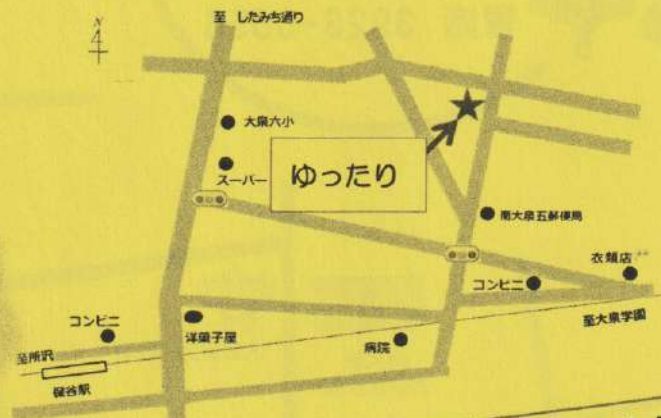 至 したみち通り
N
大泉六小
スーパー
ゆったり
南大泉五郵便局
衣類店
コンビニ
至大泉学園
コンビニ
洋菓子屋
病院
至所沢
保谷駅